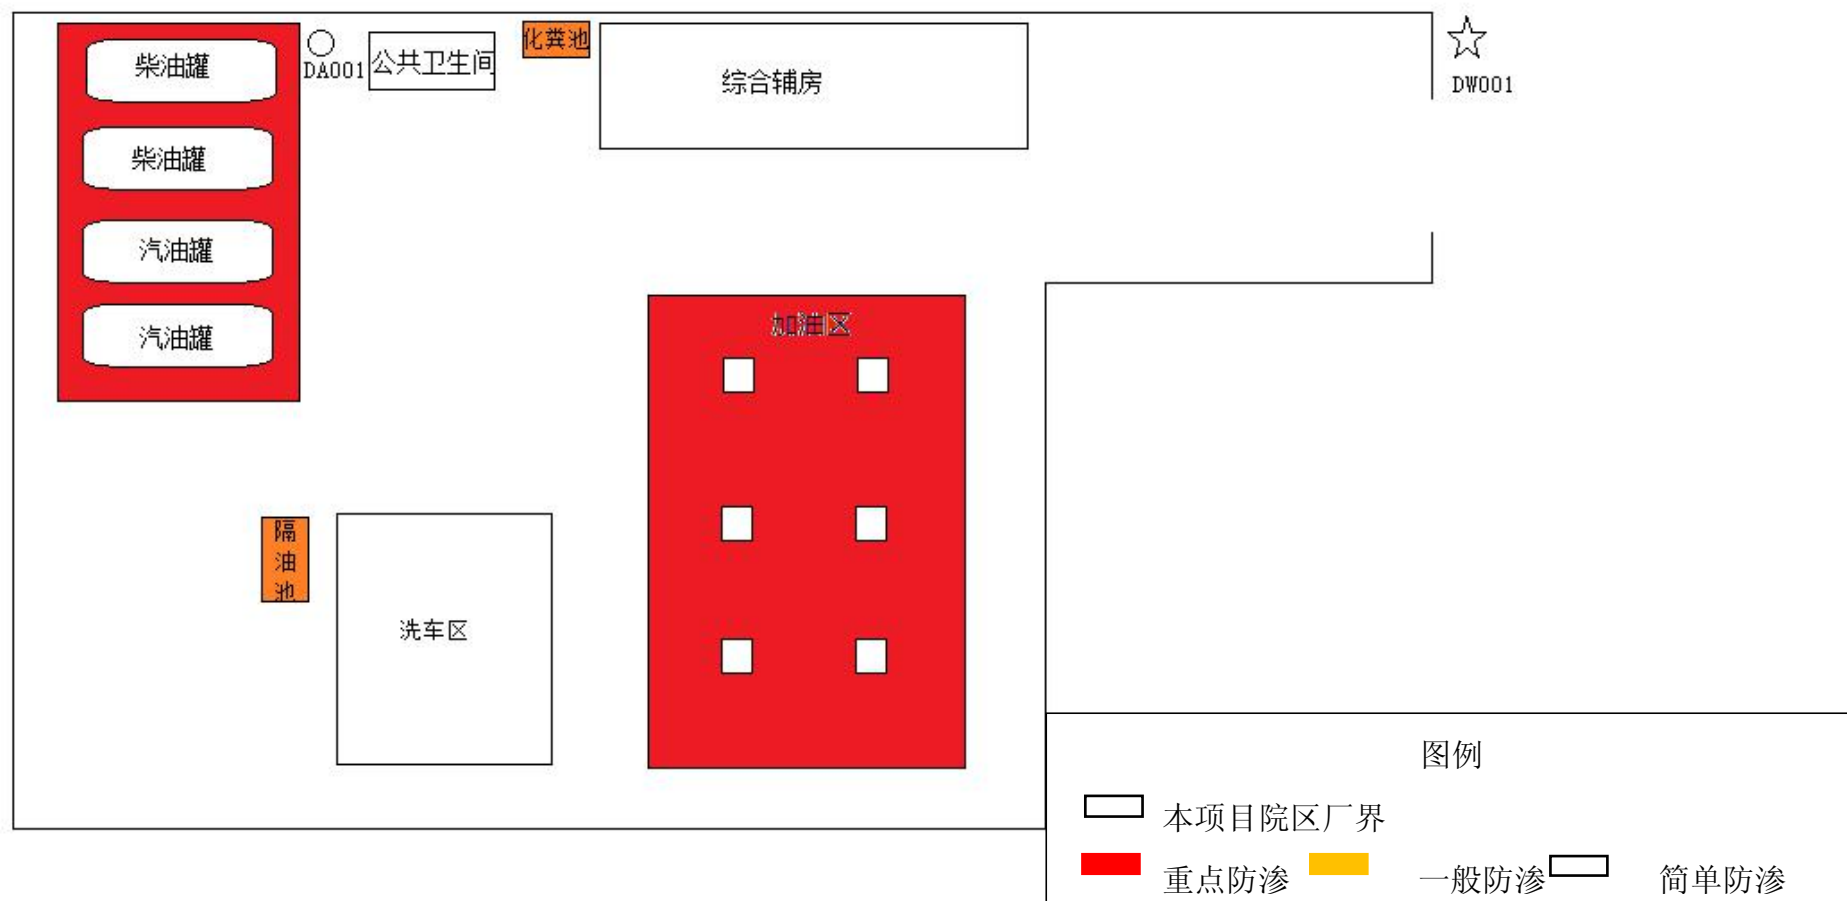 柴油罐
柴油罐
汽油罐
汽油罐
DA001
公共卫生间
化粪池
综合辅房
DW001
加油区
隔
油
池
洗车区
图例
本项目院区厂界
重点防渗 一般防渗 简单防渗